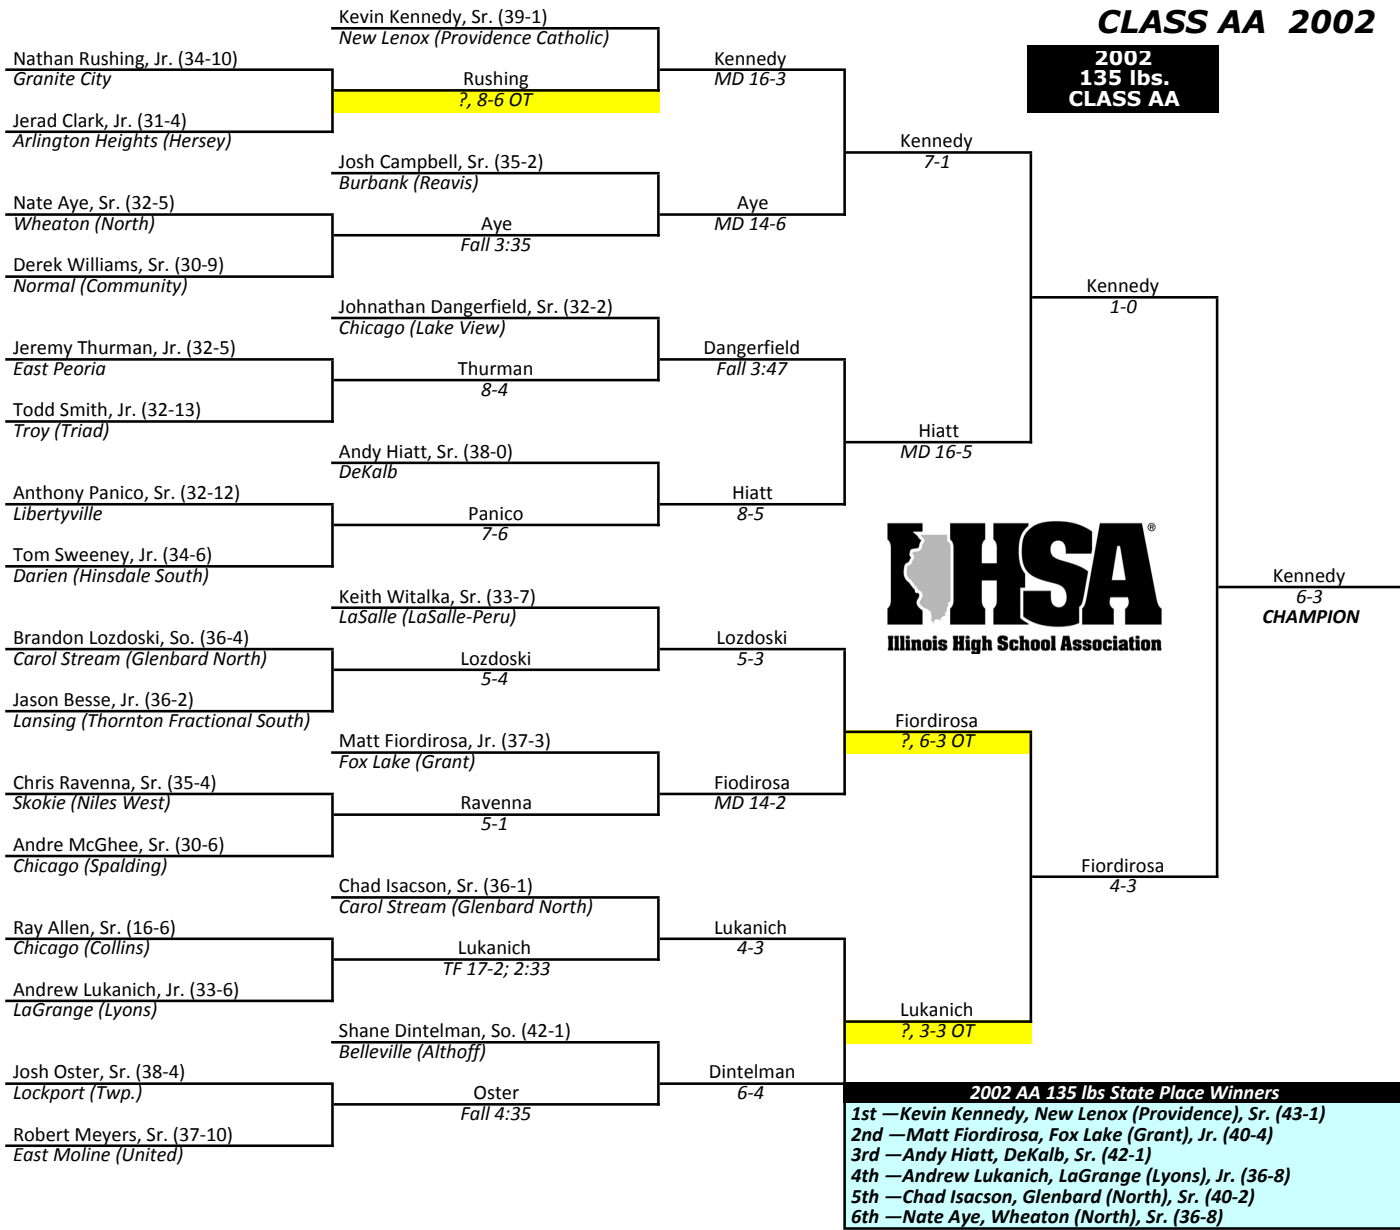 CLASS AA 2002
2002
135 lbs.
CLASS AA
Nathan Rushing, Jr. (34-10)
Granite City
Jerad Clark, Jr. (31-4)
Arlington Heights (Hersey)
Nate Aye, Sr. (32-5)
Wheaton (North)
Derek Williams, Sr. (30-9)
Normal (Community)
Jeremy Thurman, Jr. (32-5)
East Peoria
Todd Smith, Jr. (32-13)
Troy (Triad)
Anthony Panico, Sr. (32-12)
Libertyville
Tom Sweeney, Jr. (34-6)
Darien (Hinsdale South)
Brandon Lozdoski, So. (36-4)
Carol Stream (Glenbard North)
Jason Besse, Jr. (36-2)
Lansing (Thornton Fractional South)
Chris Ravenna, Sr. (35-4)
Skokie (Niles West)
Andre McGhee, Sr. (30-6)
Chicago (Spalding)
Ray Allen, Sr. (16-6)
Chicago (Collins)
Andrew Lukanich, Jr. (33-6)
LaGrange (Lyons)
Josh Oster, Sr. (38-4)
Lockport (Twp.)
Robert Meyers, Sr. (37-10)
East Moline (United)
Kevin Kennedy, Sr. (39-1)
New Lenox (Providence Catholic)
Rushing
?, 8-6 OT
Josh Campbell, Sr. (35-2)
Burbank (Reavis)
Aye
Fall 3:35
Johnathan Dangerfield, Sr. (32-2)
Chicago (Lake View)
Thurman
8-4
Andy Hiatt, Sr. (38-0)
DeKalb
Panico
7-6
Keith Witalka, Sr. (33-7)
LaSalle (LaSalle-Peru)
Lozdoski
5-4
Matt Fiordirosa, Jr. (37-3)
Fox Lake (Grant)
Ravenna
5-1
Chad Isacson, Sr. (36-1)
Carol Stream (Glenbard North)
Lukanich
TF 17-2; 2:33
Shane Dintelman, So. (42-1)
Belleville (Althoff)
Oster
Fall 4:35
Kennedy
MD 16-3
Aye
MD 14-6
Dangerfield
Fall 3:47
Hiatt
8-5
Lozdoski
5-3
Fiodirosa
MD 14-2
Lukanich
4-3
Dintelman
6-4
Kennedy
7-1
Hiatt
MD 16-5
Fiordirosa
?, 6-3 OT
Lukanich
?, 3-3 OT
Kennedy
1-0
Fiordirosa
4-3
Kennedy
6-3
CHAMPION
IHSA®
Illinois High School Association
2002 AA 135 lbs State Place Winners
1st —Kevin Kennedy, New Lenox (Providence), Sr. (43-1)
2nd —Matt Fiordirosa, Fox Lake (Grant), Jr. (40-4)
3rd —Andy Hiatt, DeKalb, Sr. (42-1)
4th —Andrew Lukanich, LaGrange (Lyons), Jr. (36-8)
5th —Chad Isacson, Glenbard (North), Sr. (40-2)
6th —Nate Aye, Wheaton (North), Sr. (36-8)